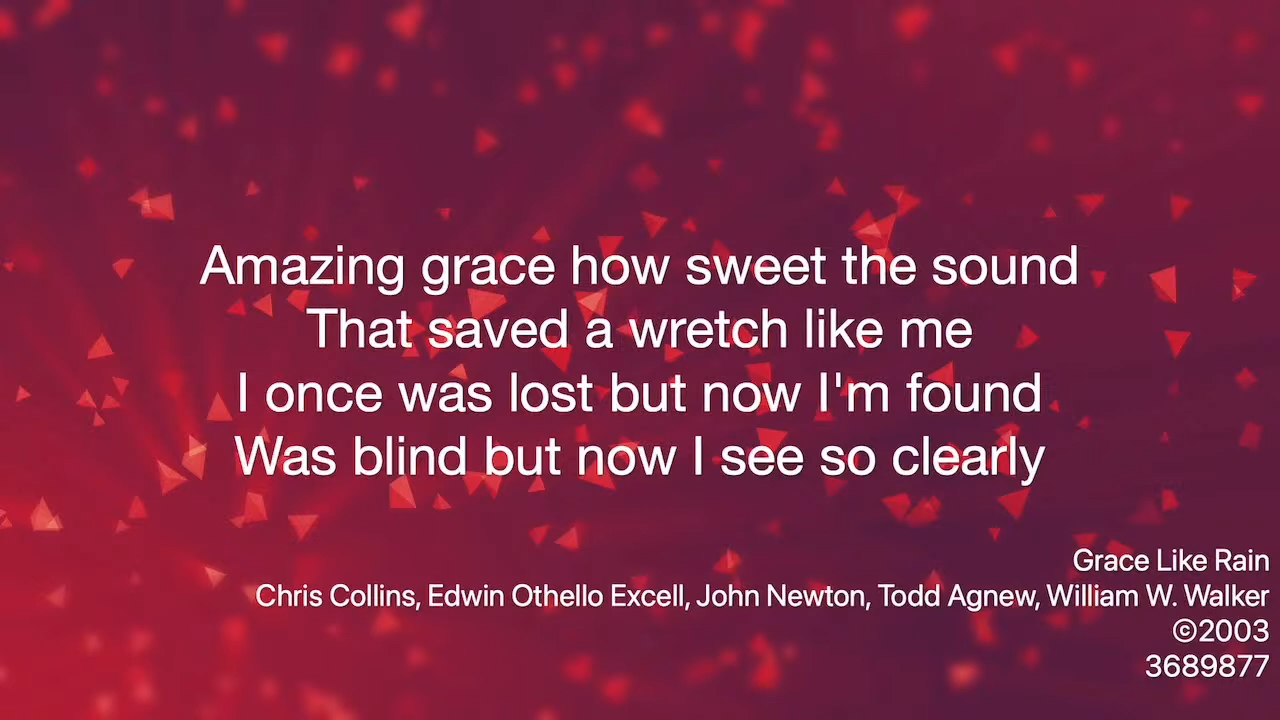 Amazing grace how sweet the sound
That saved a wretch like me
I once was lost but now I'm found
Was blind but now I see so clearly
Grace Like Rain
Chris Collins, Edwin Othello Excell, John Newton, Todd Agnew, William W. Walker
©2003
3689877